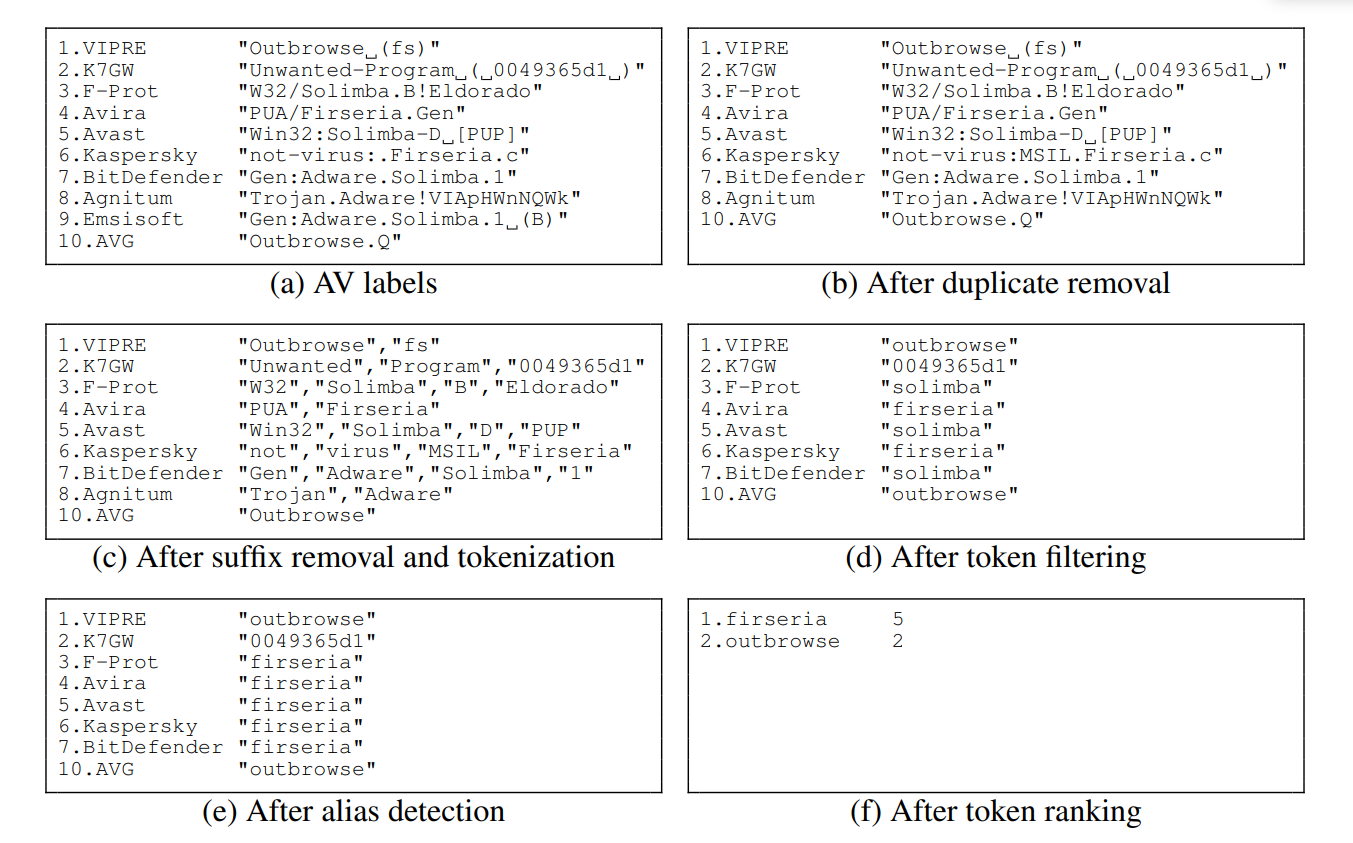 1.VIPRE "Outbrowse␣(fs)"
2.K7GW "Unwanted-Program␣(␣0049365d1␣)"
3.F-Prot "W32/Solimba.B!Eldorado"
4.Avira "PUA/Firseria.Gen"
5.Avast "Win32:Solimba-D␣[PUP]"
6.Kaspersky "not-virus:.Firseria.c"
7.BitDefender "Gen:Adware.Solimba.1"
8.Agnitum "Trojan.Adware!VIApHWnNQWk"
9.Emsisoft "Gen:Adware.Solimba.1␣(B)"
10.AVG "Outbrowse.Q"
(a) AV labels
1.VIPRE "Outbrowse␣(fs)"
2.K7GW "Unwanted-Program␣(␣0049365d1␣)"
3.F-Prot "W32/Solimba.B!Eldorado"
4.Avira "PUA/Firseria.Gen"
5.Avast "Win32:Solimba-D␣[PUP]"
6.Kaspersky "not-virus:MSIL.Firseria.c"
7.BitDefender "Gen:Adware.Solimba.1"
8.Agnitum "Trojan.Adware!VIApHWnNQWk"
10.AVG "Outbrowse.Q"
(b) After duplicate removal
1.VIPRE "Outbrowse","fs"
2.K7GW "Unwanted","Program","0049365d1"
3.F-Prot "W32","Solimba","B","Eldorado"
4.Avira "PUA","Firseria"
5.Avast "Win32","Solimba","D","PUP"
6.Kaspersky "not","virus","MSIL","Firseria"
7.BitDefender "Gen","Adware","Solimba","1"
8.Agnitum "Trojan","Adware"
10.AVG "Outbrowse"
(c) After suffix removal and tokenization
1.VIPRE "outbrowse"
2.K7GW "0049365d1"
3.F-Prot "solimba"
4.Avira "firseria"
5.Avast "solimba"
6.Kaspersky "firseria"
7.BitDefender "solimba"
10.AVG "outbrowse"
(d) After token filtering
1.VIPRE "outbrowse"
2.K7GW "0049365d1"
3.F-Prot "firseria"
4.Avira "firseria"
5.Avast "firseria"
6.Kaspersky "firseria"
7.BitDefender "firseria"
10.AVG "outbrowse"
(e) After alias detection
1.firseria 5
2.outbrowse 2
(f) After token ranking